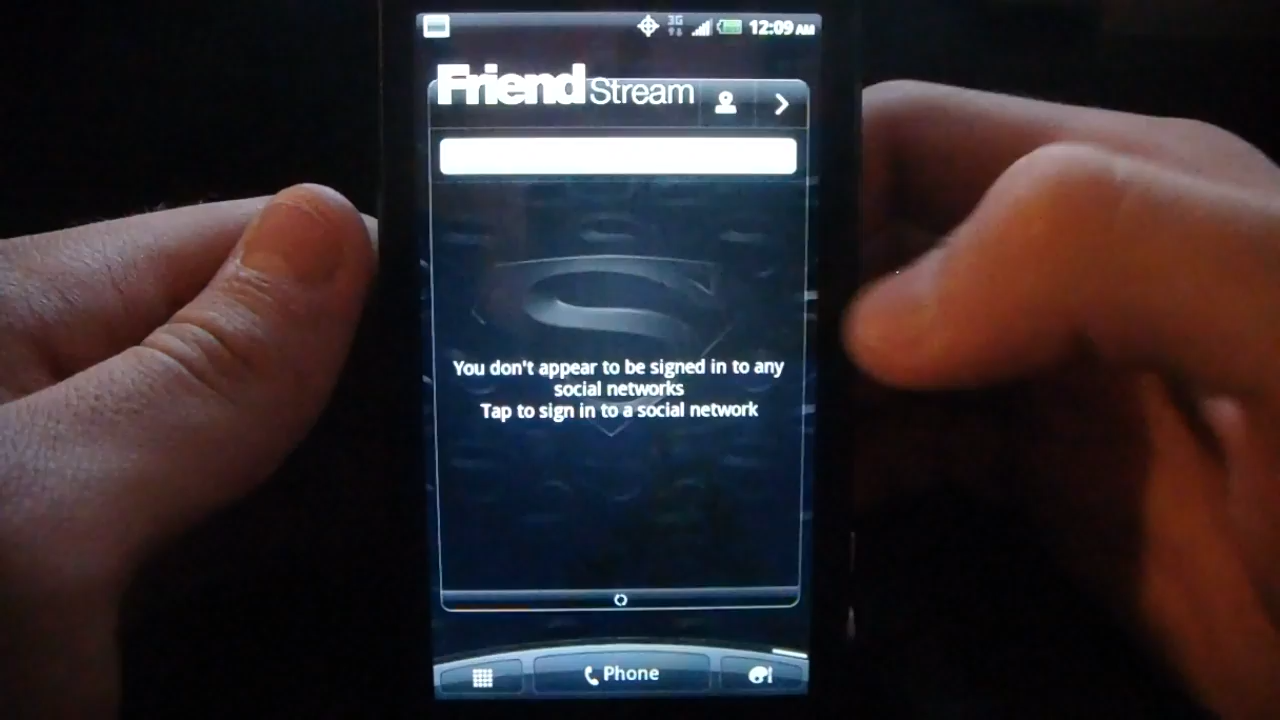 3G
12:09 AM
Friend Stream
You don't appear to be signed in to any
social networks
Tap to sign in to a social network
Phone